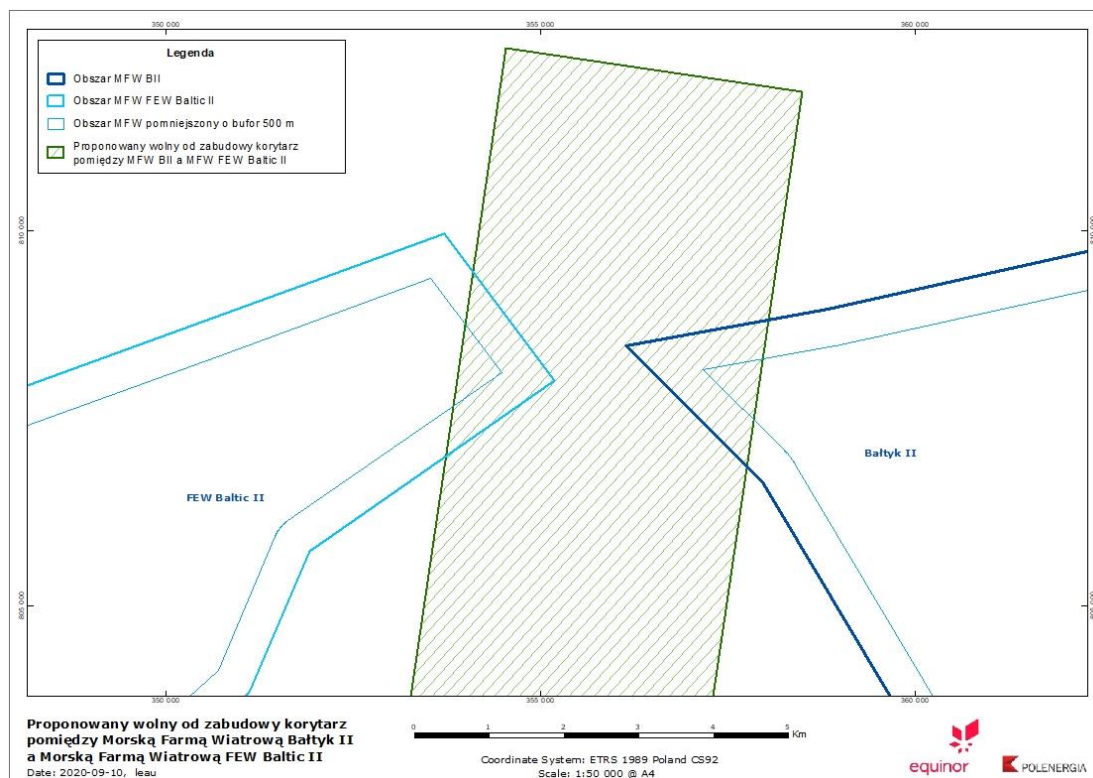 350 000
355 000
360 000
Legenda
Obszar MFW BII
Obszar MFW FEW Baltic II
Obszar MFW pomniejszony o bufor 500 m
Proponowany wolny od zabudowy korytarz
pomiędzy MFW BII a MFW FEW Baltic II
810 000
810 000
Bałtyk II
FEW Baltic II
805 000
805 000
350 000
355 000
360 000
Proponowany wolny od zabudowy korytarz
pomiędzy Morską Farmą Wiatrową Bałtyk II
a Morską Farmą Wiatrową FEW Baltic II
Date: 2020-09-10, leau
0 1 2 3 4 5
Km
Coordinate System: ETRS 1989 Poland CS92
Scale: 1:50 000 @ A4
equinor
POLENERGIA